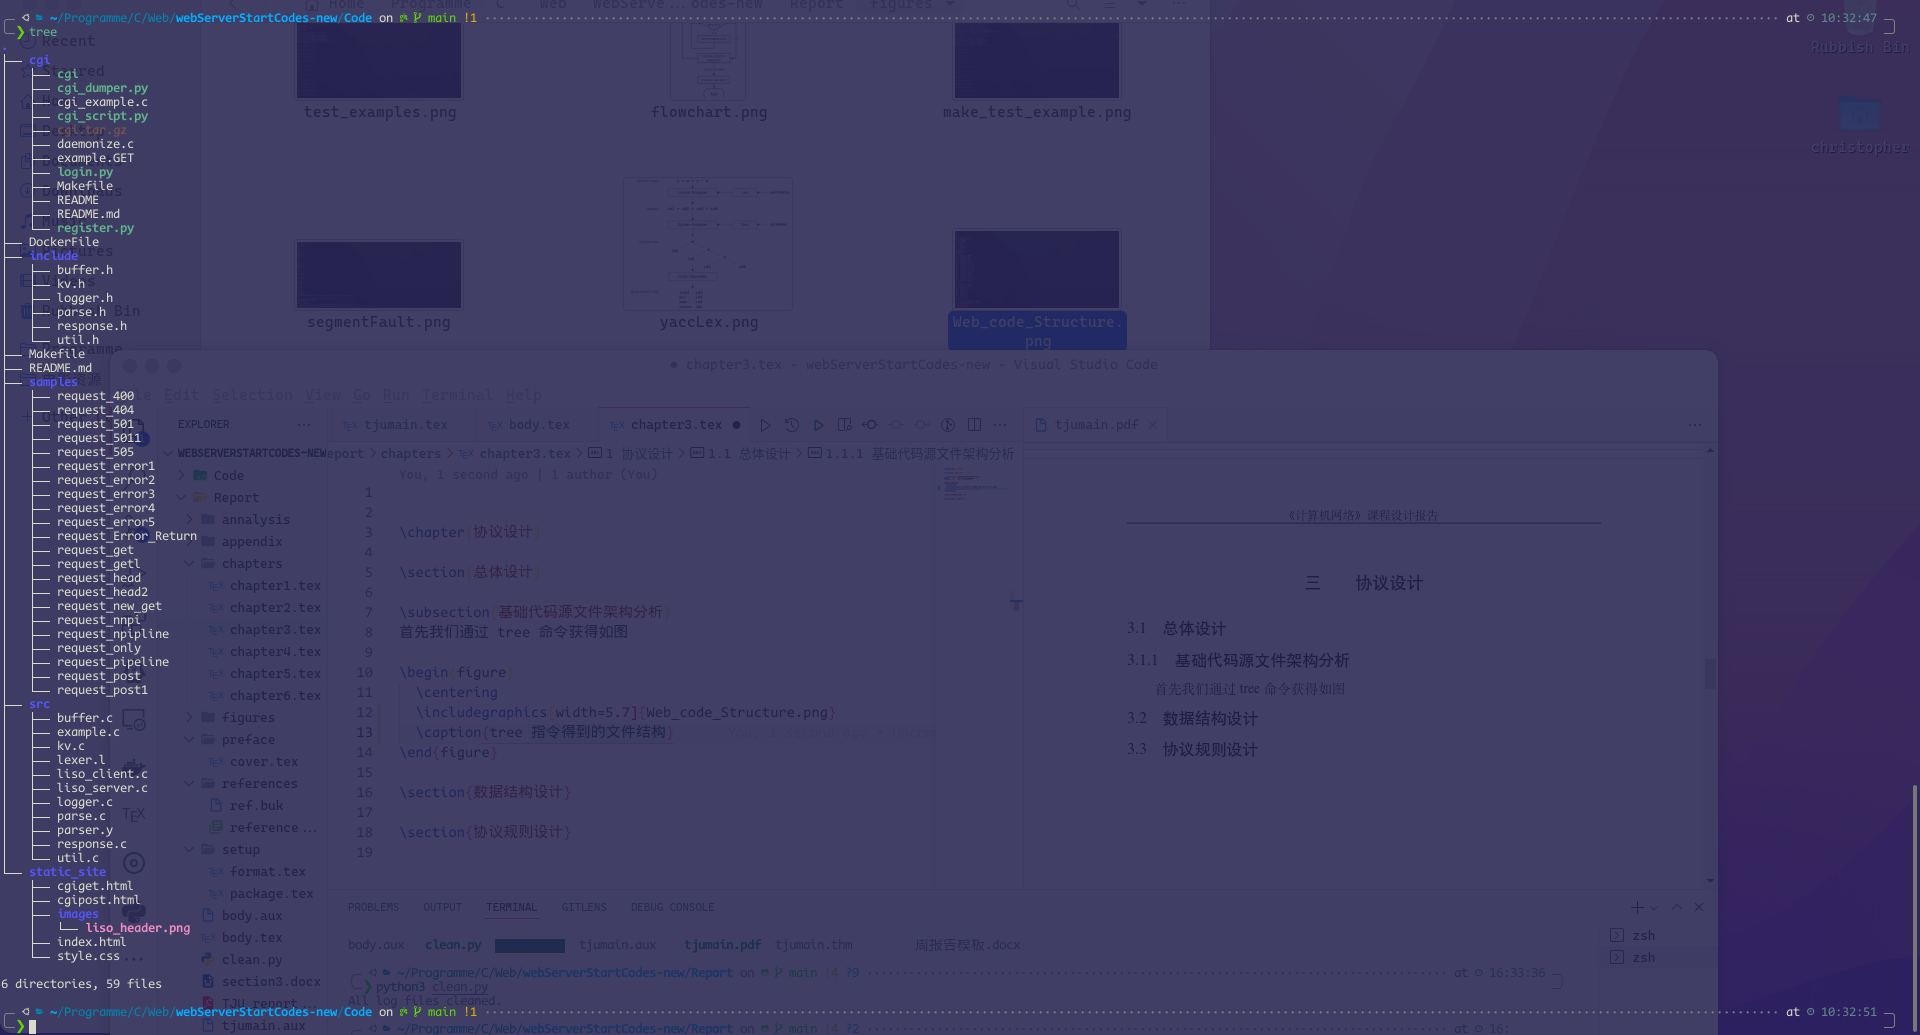 ~/Programme/C/Web/webServerStartCodes-new/Code on main !1 at 10:32:47
❯ tree
.
├── cgi
│   ├── cgi
│   ├── cgi_dumper.py
│   ├── cgi_example.c
│   ├── cgi_script.py
│   ├── cgi.tar.gz
│   ├── daemonize.c
│   ├── example.GET
│   ├── login.py
│   ├── Makefile
│   ├── README
│   ├── README.md
│   └── register.py
├── DockerFile
├── include
│   ├── buffer.h
│   ├── kv.h
│   ├── logger.h
│   ├── parse.h
│   ├── response.h
│   └── util.h
├── Makefile
├── README.md
├── samples
│   ├── request_400
│   ├── request_404
│   ├── request_501
│   ├── request_5011
│   ├── request_505
│   ├── request_error1
│   ├── request_error2
│   ├── request_error3
│   ├── request_error4
│   ├── request_error5
│   ├── request_Error_Return
│   ├── request_get
│   ├── request_getl
│   ├── request_head
│   ├── request_head2
│   ├── request_new_get
│   ├── request_nnpi
│   ├── request_npipline
│   ├── request_only
│   ├── request_pipeline
│   ├── request_post
│   └── request_post1
├── src
│   ├── buffer.c
│   ├── example.c
│   ├── kv.c
│   ├── lexer.l
│   ├── liso_client.c
│   ├── liso_server.c
│   ├── logger.c
│   ├── parse.c
│   ├── parser.y
│   ├── response.c
│   └── util.c
└── static_site
    ├── cgiget.html
    ├── cgipost.html
    ├── images
    │   └── liso_header.png
    ├── index.html
    └── style.css
6 directories, 59 files
~/Programme/C/Web/webServerStartCodes-new/Code on main !1 at 10:32:51
❯
Home Programme C Web WebServe...odes-new Report figures
Recent
Starred
test_examples.png
flowchart.png
make_test_example.png
segmentFault.png
yaccLex.png
Web_code_Structure.
png
Rubbish Bin
christopher
● chapter3.tex - webServerStartCodes-new - Visual Studio Code
Edit Selection View Go Run Terminal Help
EXPLORER ···
WEBSERVERSTARTCODES-NEW
Code
Report
annalysis
appendix
chapters
chapter1.tex
chapter2.tex
chapter3.tex
chapter4.tex
chapter5.tex
chapter6.tex
figures
preface
cover.tex
references
ref.buk
reference...
setup
format.tex
package.tex
body.aux
body.tex
clean.py
section3.docx
TJU_report
tjumain.aux
tjumain.tex
body.tex
chapter3.tex ●
eport > chapters > chapter3.tex > 1 协议设计 > 1.1 总体设计 > 1.1.1 基础代码源文件架构分析
You, 1 second ago | 1 author (You)
1
2
3 \chapter{协议设计}
4
5 \section{总体设计}
6
7 \subsection{基础代码源文件架构分析}
8 首先我们通过 tree 命令获得如图
9
10 \begin{figure}
11 \centering
12 \includegraphics[width=5.7]{Web_code_Structure.png}
13 \caption{tree 指令得到的文件结构}
14 \end{figure}
15
16 \section{数据结构设计}
17
18 \section{协议规则设计}
19
tjumain.pdf
《计算机网络》课程设计报告
三 协议设计
3.1 总体设计
3.1.1 基础代码源文件架构分析
首先我们通过 tree 命令获得如图
3.2 数据结构设计
3.3 协议规则设计
PROBLEMS OUTPUT TERMINAL GITLENS DEBUG CONSOLE
body.aux clean.py tjumain.aux tjumain.pdf tjumain.thm 周报告模板.docx
~/Programme/C/Web/webServerStartCodes-new/Report on main !4 ?9 at 16:33:36
❯ python3 clean.py
All log files cleaned.
~/Programme/C/Web/webServerStartCodes-new/Report on main !4 ?2 at 16:
zsh
zsh